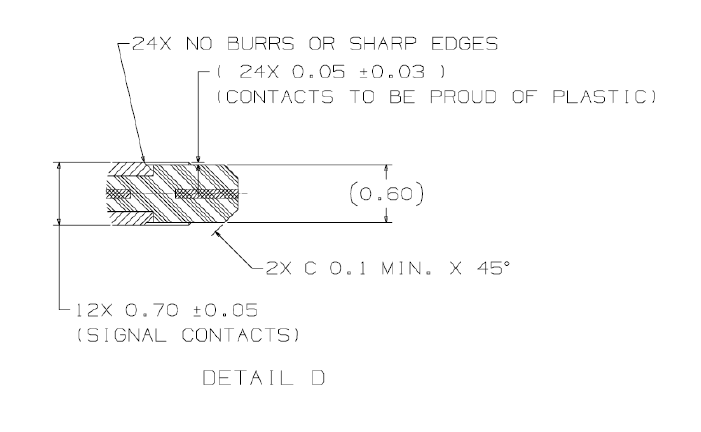 24X NO BURRS OR SHARP EDGES
( 24X 0.05 ±0.03 )
(CONTACTS TO BE PROUD OF PLASTIC)
(0.60)
2X C 0.1 MIN. X 45°
12X 0.70 ±0.05
(SIGNAL CONTACTS)
DETAIL D